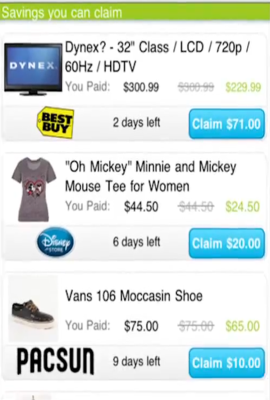 Savings you can claim
Dynex? - 32" Class / LCD / 720p /
60Hz / HDTV
DYNEX
You Paid: $300.99 $300.99 $229.99
BEST
BUY
2 days left
Claim $71.00
"Oh Mickey" Minnie and Mickey
Mouse Tee for Women
You Paid: $44.50 $44.50 $24.50
Disney
STORE
6 days left
Claim $20.00
Vans 106 Moccasin Shoe
You Paid: $75.00 $75.00 $65.00
PACSUN
9 days left
Claim $10.00